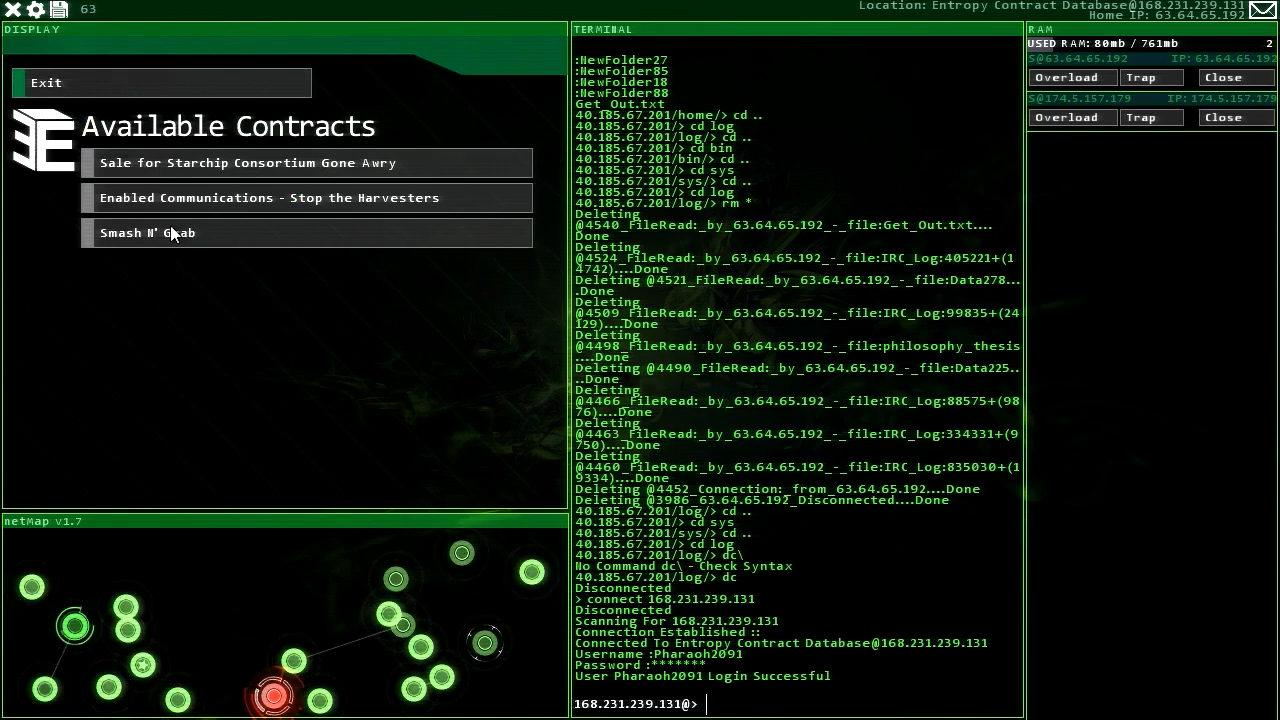 63
Location: Entropy Contract Database@168.231.239.131
Home IP: 63.64.65.192
DISPLAY
Exit
Available Contracts
Sale for Starchip Consortium Gone Awry
Enabled Communications - Stop the Harvesters
Smash N' Grab
netMap v1.7
TERMINAL
:NewFolder27
:NewFolder85
:NewFolder18
:NewFolder88
Get_Out.txt
40.185.67.201/home/> cd ..
40.185.67.201/> cd log
40.185.67.201/log/> cd ..
40.185.67.201/> cd bin
40.185.67.201/bin/> cd ..
40.185.67.201/> cd sys
40.185.67.201/sys/> cd ..
40.185.67.201/> cd log
40.185.67.201/log/> rm *
Deleting
@4540_FileRead:_by_63.64.65.192_-_file:Get_Out.txt....
Done
Deleting
@4524_FileRead:_by_63.64.65.192_-_file:IRC_Log:405221+(1
4742)....Done
Deleting @4521_FileRead:_by_63.64.65.192_-_file:Data278...
.Done
Deleting
@4509_FileRead:_by_63.64.65.192_-_file:IRC_Log:99835+(24
129)....Done
Deleting
@4498_FileRead:_by_63.64.65.192_-_file:philosophy_thesis
....Done
Deleting @4490_FileRead:_by_63.64.65.192_-_file:Data225..
..Done
Deleting
@4466_FileRead:_by_63.64.65.192_-_file:IRC_Log:88575+(98
76)....Done
Deleting
@4463_FileRead:_by_63.64.65.192_-_file:IRC_Log:334331+(9
750)....Done
Deleting
@4460_FileRead:_by_63.64.65.192_-_file:IRC_Log:835030+(1
9334)....Done
Deleting @4452_Connection:_from_63.64.65.192....Done
Deleting @3986_63.64.65.192_Disconnected....Done
40.185.67.201/log/> cd ..
40.185.67.201/> cd sys
40.185.67.201/sys/> cd ..
40.185.67.201/> cd log
40.185.67.201/log/> dc\
No Command dc\ - Check Syntax
40.185.67.201/log/> dc
Disconnected
> connect 168.231.239.131
Disconnected
Scanning For 168.231.239.131
Connection Established ::
Connected To Entropy Contract Database@168.231.239.131
Username :Pharaoh2091
Password :*******
User Pharaoh2091 Login Successful
168.231.239.131@>
RAM
USED RAM: 80mb / 761mb 2
S@63.64.65.192 IP: 63.64.65.192
Overload Trap Close
S@174.5.157.179 IP: 174.5.157.179
Overload Trap Close